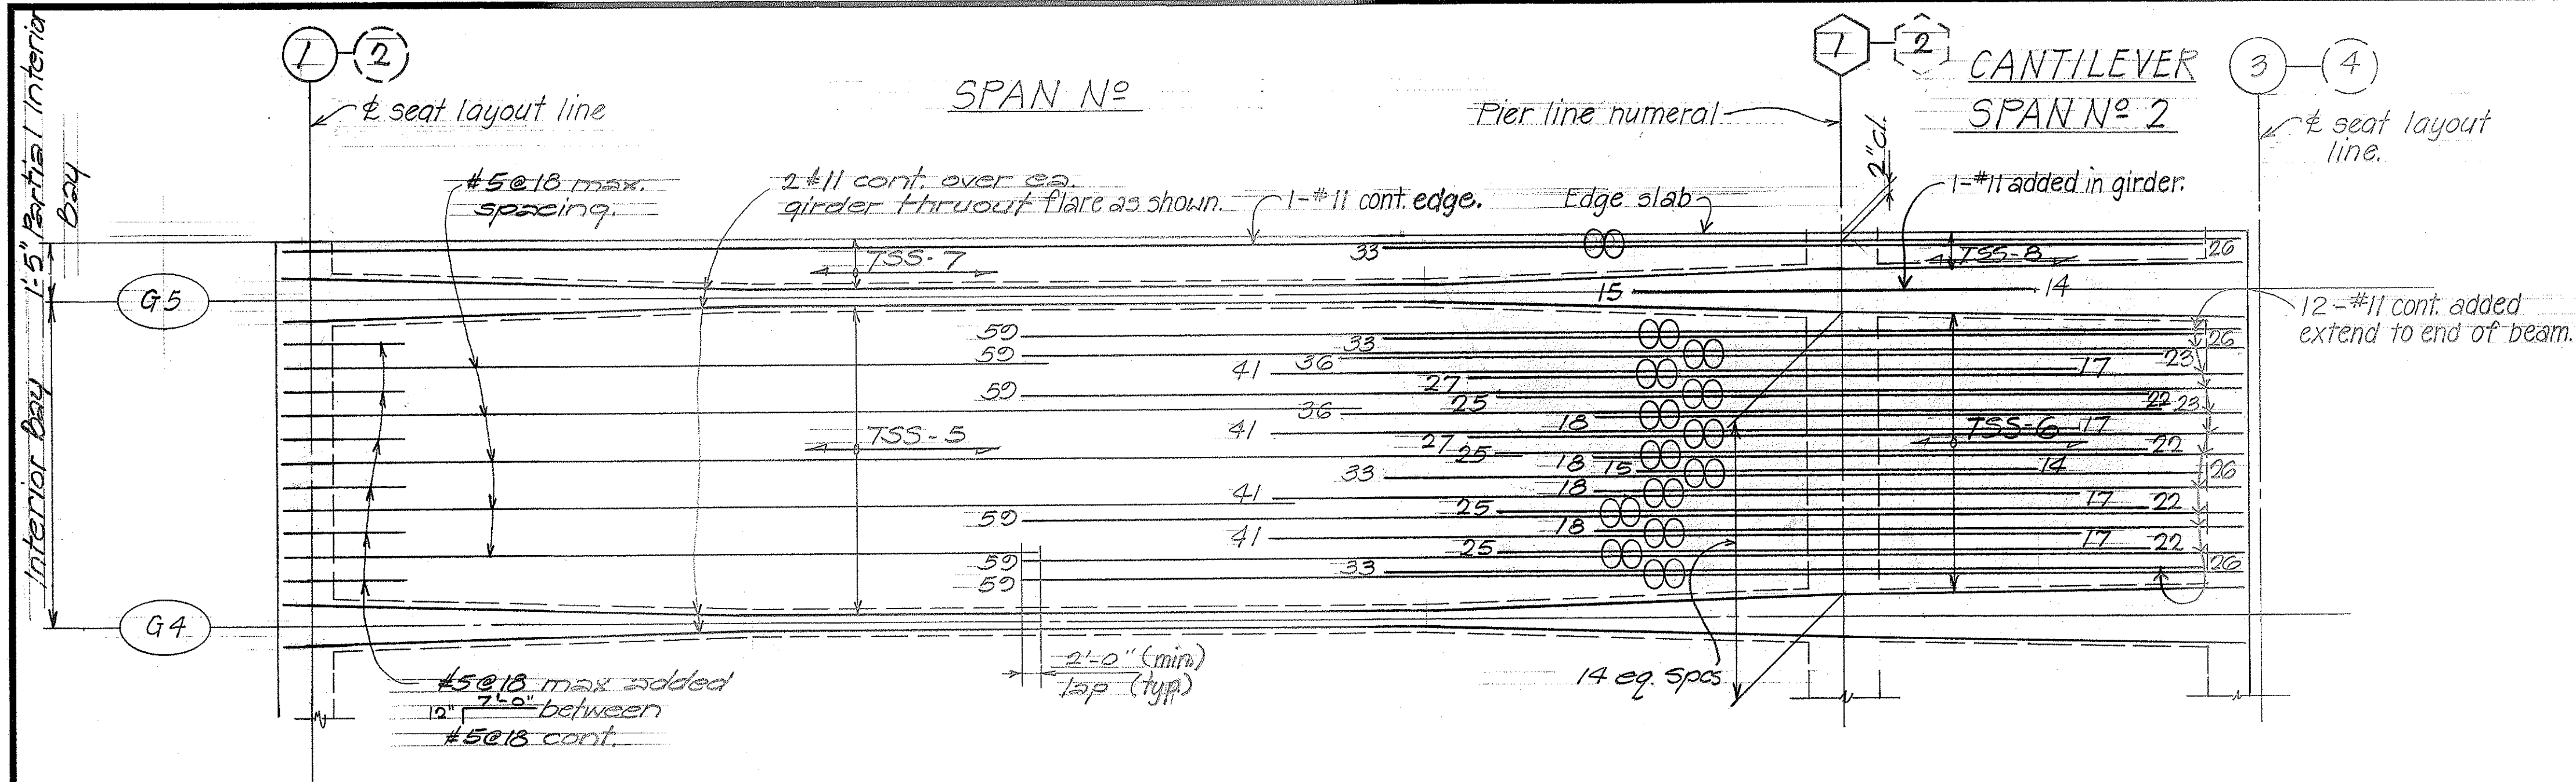 1 2
SPAN Nº
1 2
CANTILEVER
SPAN Nº 2
3 4
℄ seat layout line
Pier line numeral
2" cl.
℄ seat layout
line.
1'-5" Partial Interior
Bay
#5@18 max.
spacing.
2 #11 cont. over ea.
girder thruout flare as shown.
1-#11 cont. edge.
Edge slab
1-#11 added in girder.
TSS-7
33
TSS-8
26
G5
15
14
12-#11 cont. added
extend to end of beam.
59
33
26
59
36
23
41
17
27
59
25
22
23
36
18
41
TSS-5
TSS-6
17
27
25
22
18
15
14
33
26
18
41
17
25
22
59
18
41
17
25
22
59
33
26
59
Interior Bay
G4
2'-0" (min.)
lap (typ.)
14 eq. spcs
#5@18 max added
12" 7'-0" between
#5@18 cont.